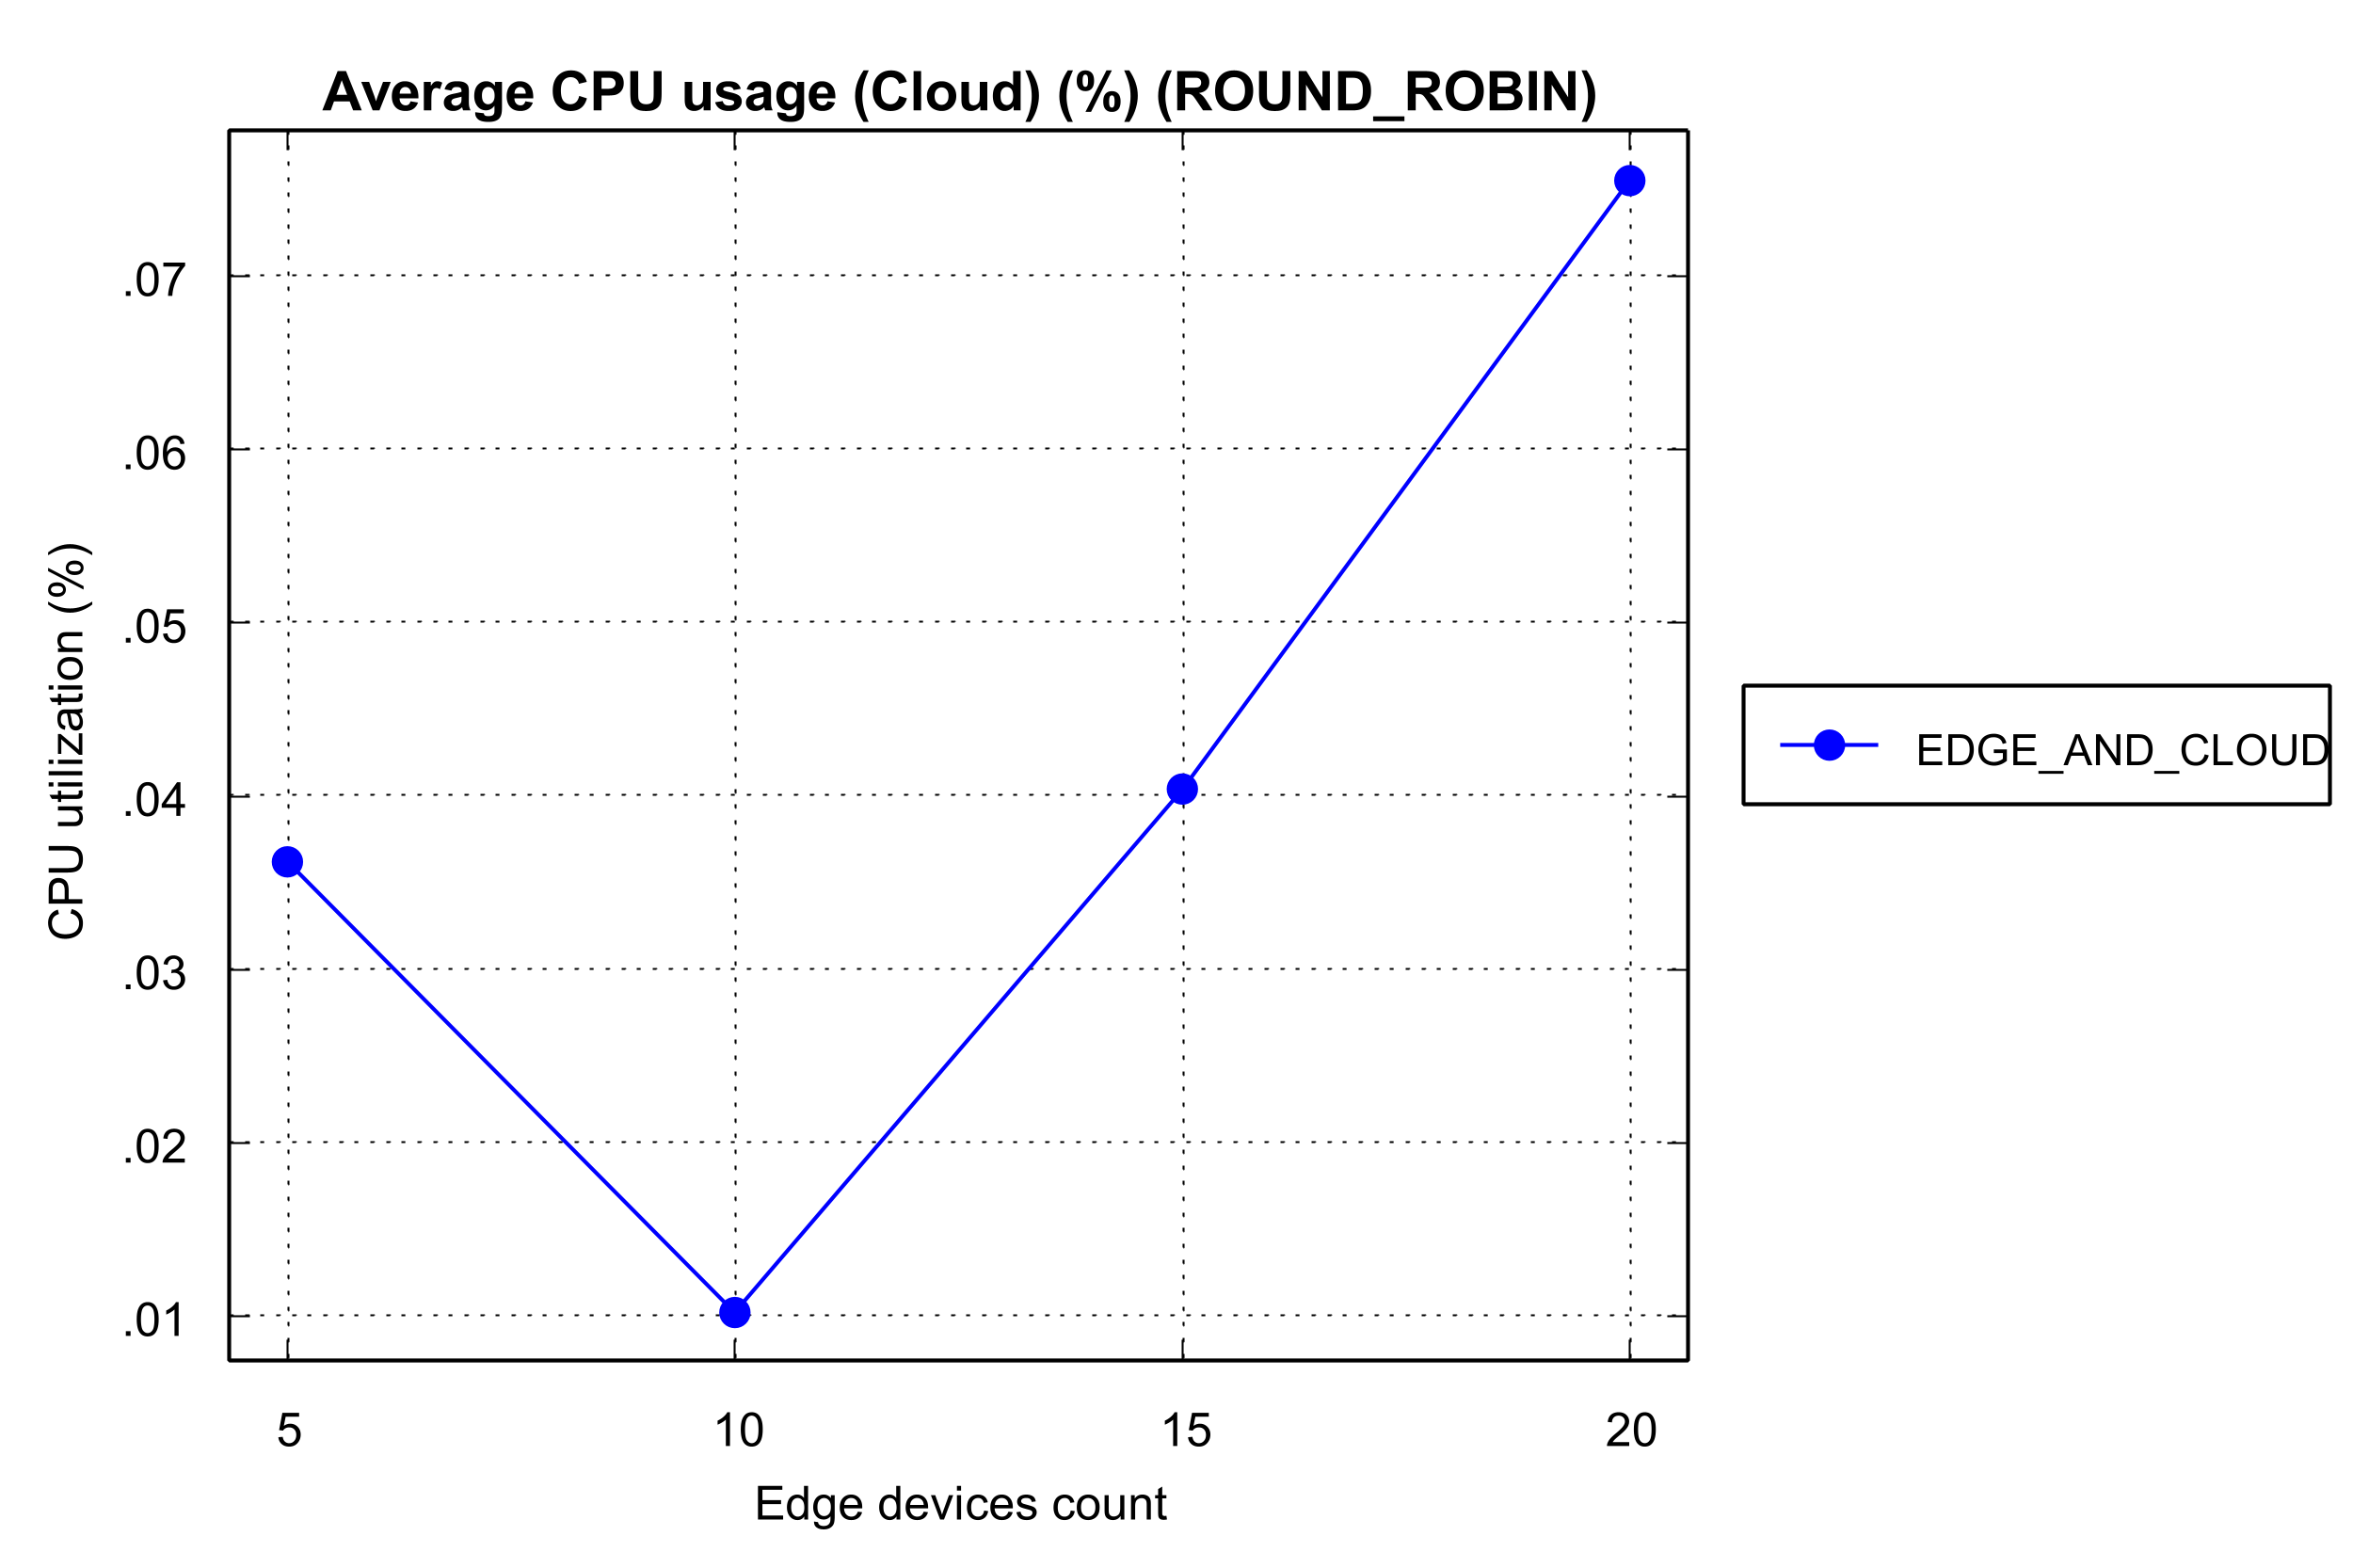 Average CPU usage (Cloud) (%) (ROUND_ROBIN)
.07
.06
.05
.04
.03
.02
.01
CPU utilization (%)
5 10 15 20
Edge devices count
EDGE_AND_CLOUD